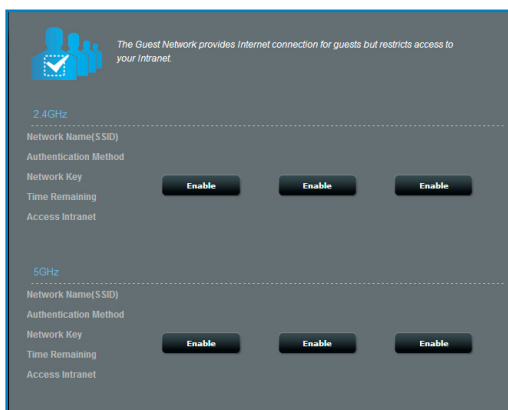 The Guest Network provides Internet connection for guests but restricts access to
your Intranet.
2.4GHz
Network Name(SSID)
Authentication Method
Network Key
Time Remaining
Access Intranet
Enable Enable Enable
5GHz
Network Name(SSID)
Authentication Method
Network Key
Time Remaining
Access Intranet
Enable Enable Enable